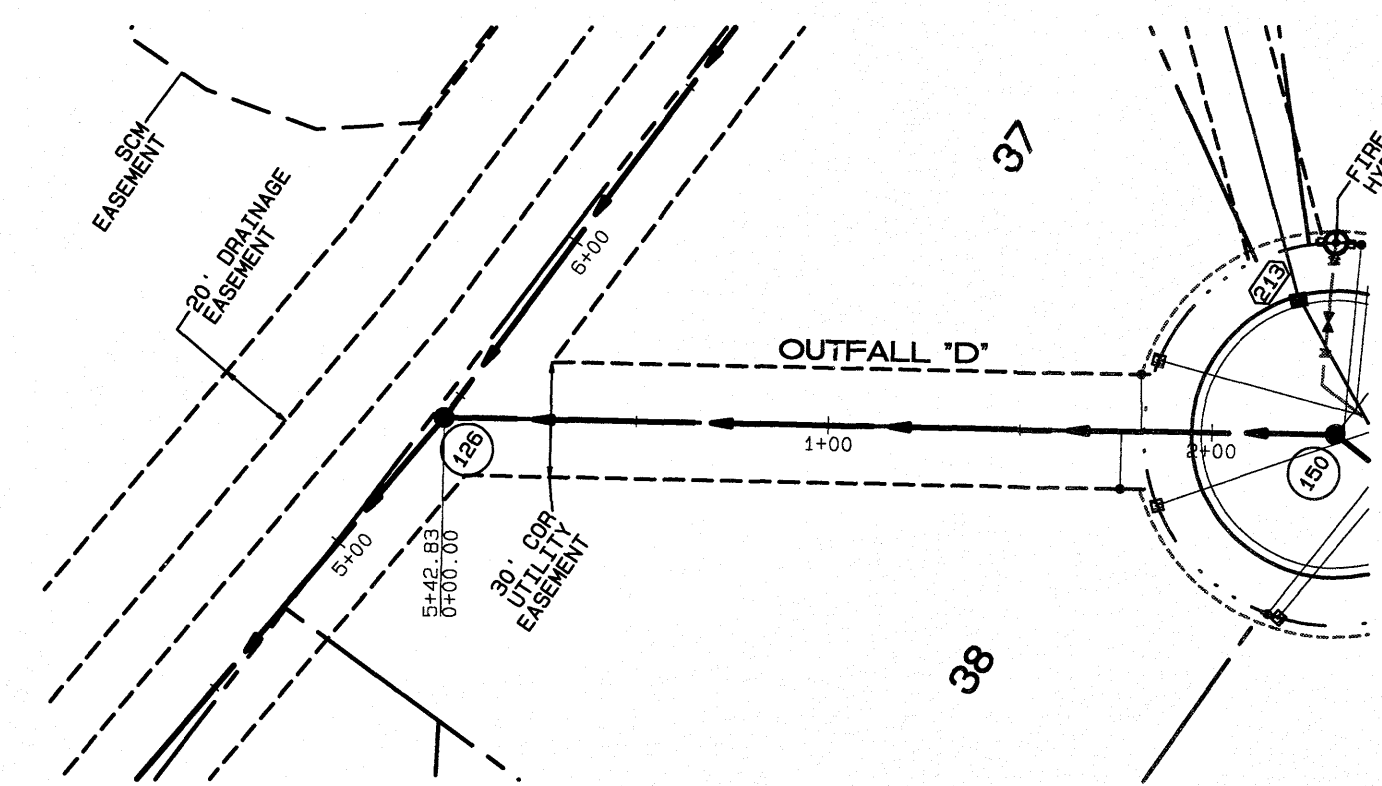 SCM
EASEMENT
20' DRAINAGE
EASEMENT
37
FIRE
6+00
213
OUTFALL "D"
126
1+00
2+00
150
5+00
5+42.83
0+00.00
30' COR
UTILITY
EASEMENT
38